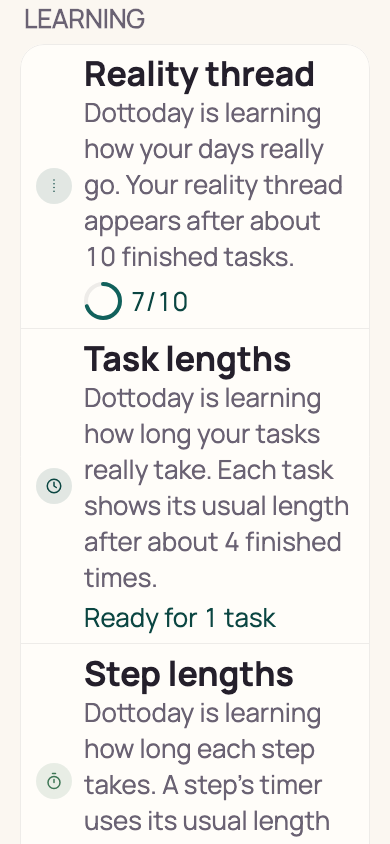 LEARNING
Reality thread
Dottoday is learning
how your days really
go. Your reality thread
appears after about
10 finished tasks.
7/10
Task lengths
Dottoday is learning
how long your tasks
really take. Each task
shows its usual length
after about 4 finished
times.
Ready for 1 task
Step lengths
Dottoday is learning
how long each step
takes. A step's timer
uses its usual length